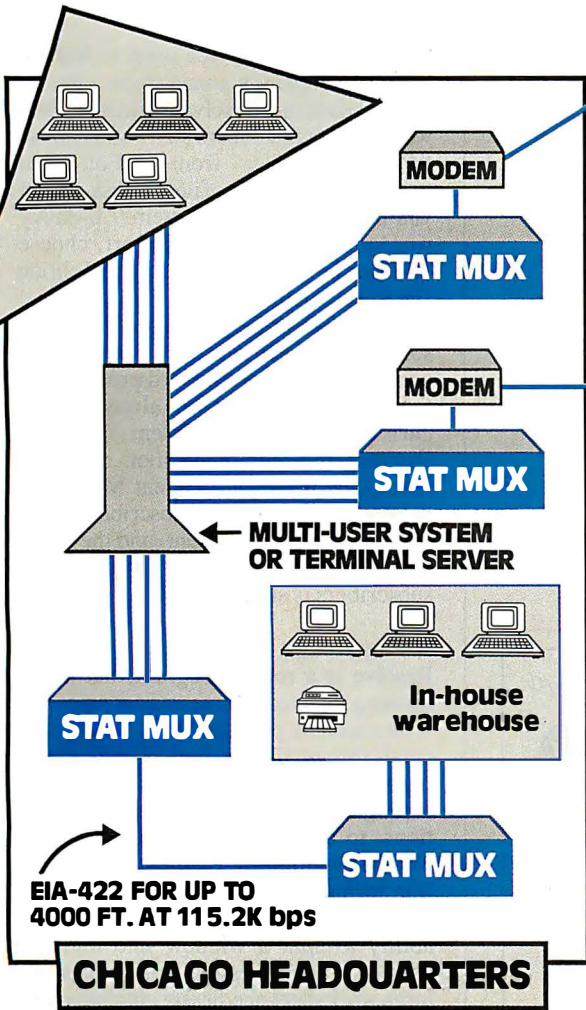 MODEM
STAT MUX
MODEM
STAT MUX
MULTI-USER SYSTEM
OR TERMINAL SERVER
In-house
warehouse
STAT MUX
STAT MUX
EIA-422 FOR UP TO
4000 FT. AT 115.2K bps
CHICAGO HEADQUARTERS